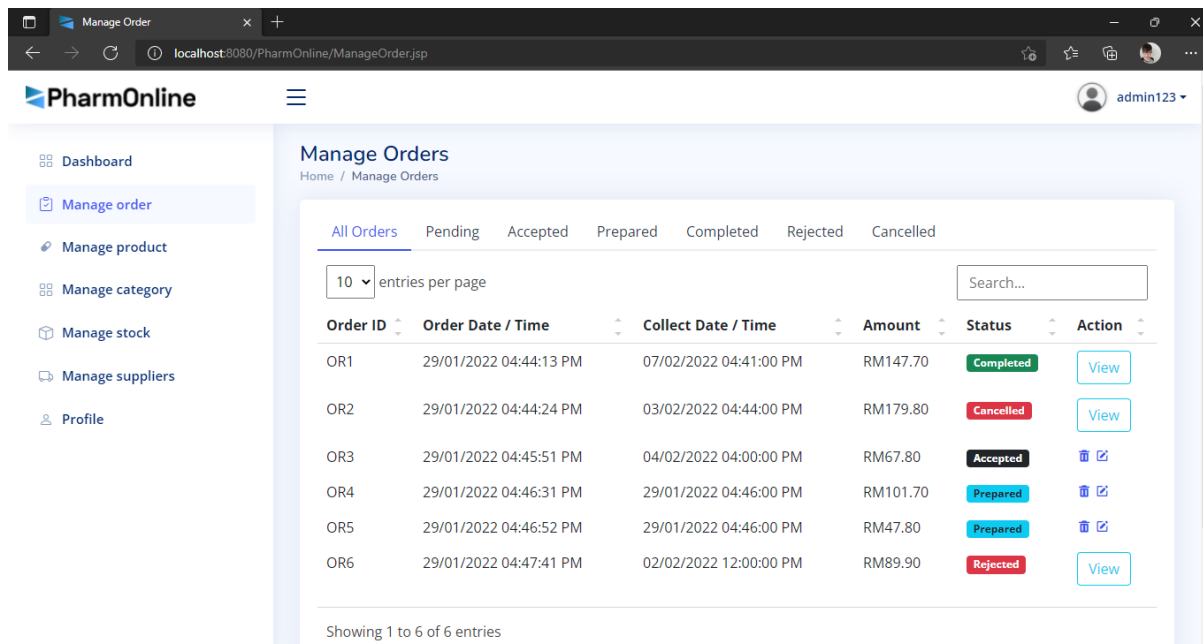 Manage Order
localhost:8080/PharmOnline/ManageOrder.jsp
PharmOnline
admin123
Dashboard
Manage order
Manage product
Manage category
Manage stock
Manage suppliers
Profile
Manage Orders
Home / Manage Orders
All Orders Pending Accepted Prepared Completed Rejected Cancelled
10 entries per page Search...
Order ID Order Date / Time Collect Date / Time Amount Status Action
OR1 29/01/2022 04:44:13 PM 07/02/2022 04:41:00 PM RM147.70 Completed View
OR2 29/01/2022 04:44:24 PM 03/02/2022 04:44:00 PM RM179.80 Cancelled View
OR3 29/01/2022 04:45:51 PM 04/02/2022 04:00:00 PM RM67.80 Accepted
OR4 29/01/2022 04:46:31 PM 29/01/2022 04:46:00 PM RM101.70 Prepared
OR5 29/01/2022 04:46:52 PM 29/01/2022 04:46:00 PM RM47.80 Prepared
OR6 29/01/2022 04:47:41 PM 02/02/2022 12:00:00 PM RM89.90 Rejected View
Showing 1 to 6 of 6 entries